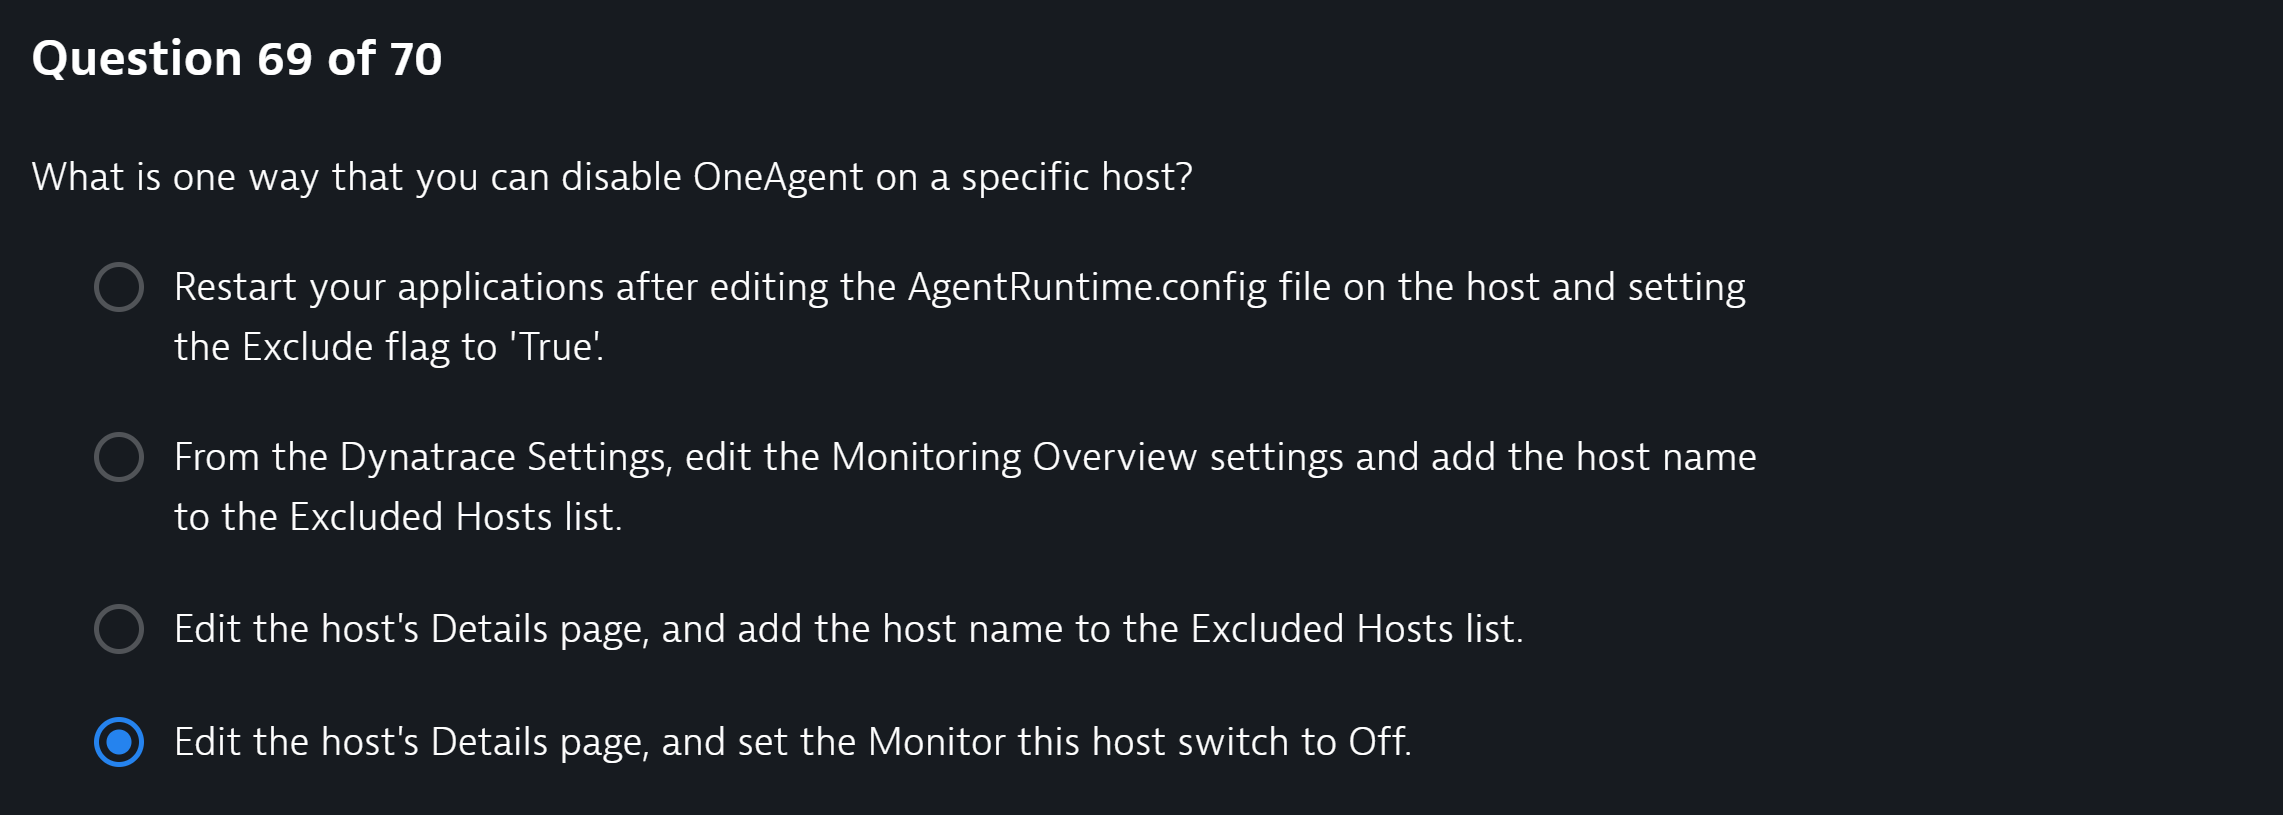 Question 69 of 70
What is one way that you can disable OneAgent on a specific host?
Restart your applications after editing the AgentRuntime.config file on the host and setting
the Exclude flag to 'True'.
From the Dynatrace Settings, edit the Monitoring Overview settings and add the host name
to the Excluded Hosts list.
Edit the host's Details page, and add the host name to the Excluded Hosts list.
Edit the host's Details page, and set the Monitor this host switch to Off.